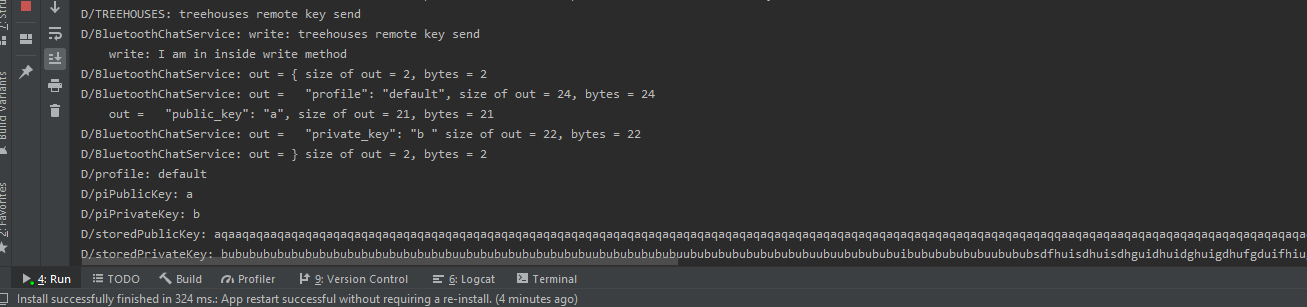 D/TREEHOUSES: treehouses remote key send
D/BluetoothChatService: write: treehouses remote key send
write: I am in inside write method
D/BluetoothChatService: out = { size of out = 2, bytes = 2
D/BluetoothChatService: out =   "profile": "default", size of out = 24, bytes = 24
out =   "public_key": "a", size of out = 21, bytes = 21
D/BluetoothChatService: out =   "private_key": "b " size of out = 22, bytes = 22
D/BluetoothChatService: out = } size of out = 2, bytes = 2
D/profile: default
D/piPublicKey: a
D/piPrivateKey: b
D/storedPublicKey:
D/storedPrivateKey:
Build Variants
2: Favorites
4: Run TODO Build Profiler 9: Version Control 6: Logcat Terminal
Install successfully finished in 324 ms.: App restart successful without requiring a re-install. (4 minutes ago)